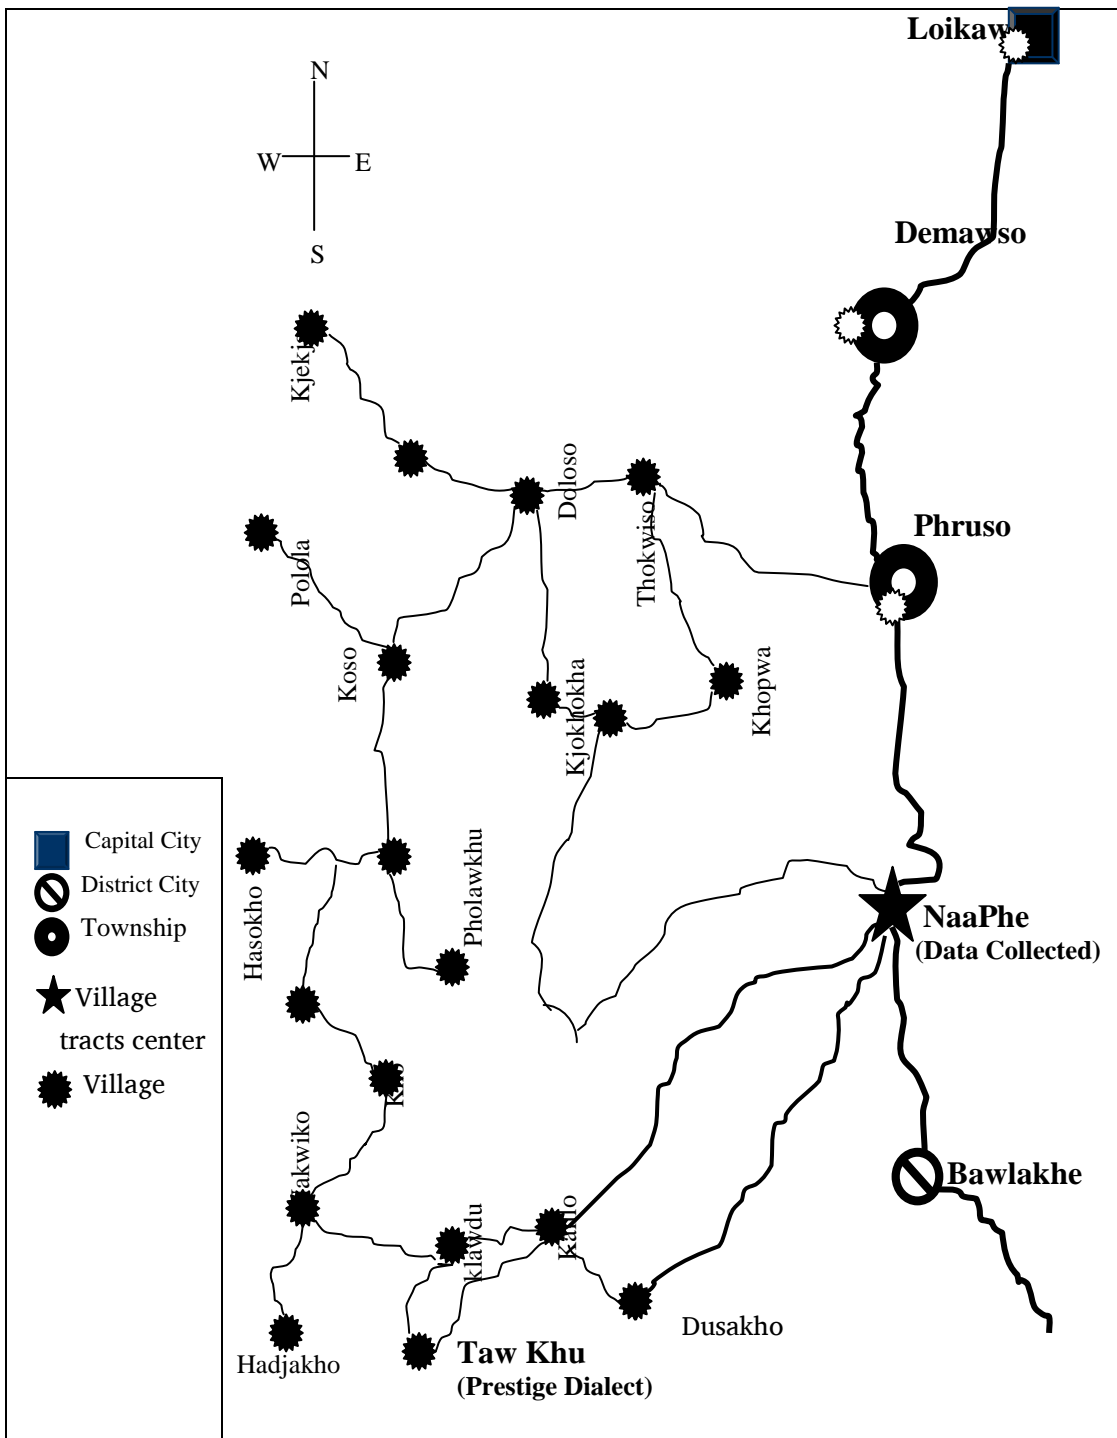 Loikaw
N
W
E
S
Demawso
Doloso
Phruso
Thokwiso
Polola
Koso
Kjokhokha
Khopwa
Capital City
District City
Township
Village
tracts center
Village
Pholawkhu
Hasokho
NaaPhe
(Data Collected)
Bawlakhe
klawdu
Dusakho
Hadjakho
Taw Khu
(Prestige Dialect)